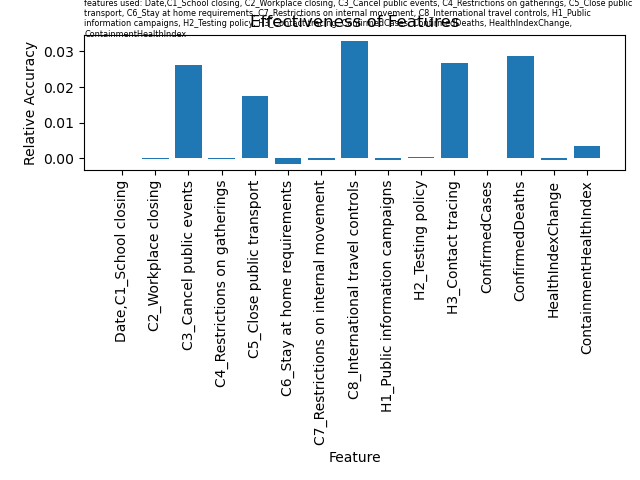 features used: Date,C1_School closing, C2_Workplace closing, C3_Cancel public events, C4_Restrictions on gatherings, C5_Close public
transport, C6_Stay at home requirements, C7_Restrictions on internal movement, C8_International travel controls, H1_Public
Effectiveness of Features
information campaigns, H2_Testing policy, H3_Contact tracing, ConfirmedCases, ConfirmedDeaths, HealthIndexChange,
ContainmentHealthIndex
Relative Accuracy
0.03
0.02
0.01
0.00
Date,C1_School closing
C2_Workplace closing
C3_Cancel public events
C4_Restrictions on gatherings
C5_Close public transport
C6_Stay at home requirements
C7_Restrictions on internal movement
C8_International travel controls
H1_Public information campaigns
H2_Testing policy
H3_Contact tracing
ConfirmedCases
ConfirmedDeaths
HealthIndexChange
ContainmentHealthIndex
Feature